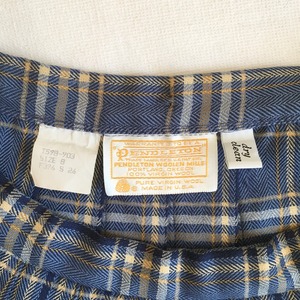 SIZE 8
PENDLETON
PENDLETON WOOLEN MILLS
PORTLAND, OREGON
100% VIRGIN WOOL
PURE VIRGIN WOOL
MADE IN U.S.A.
dry
clean